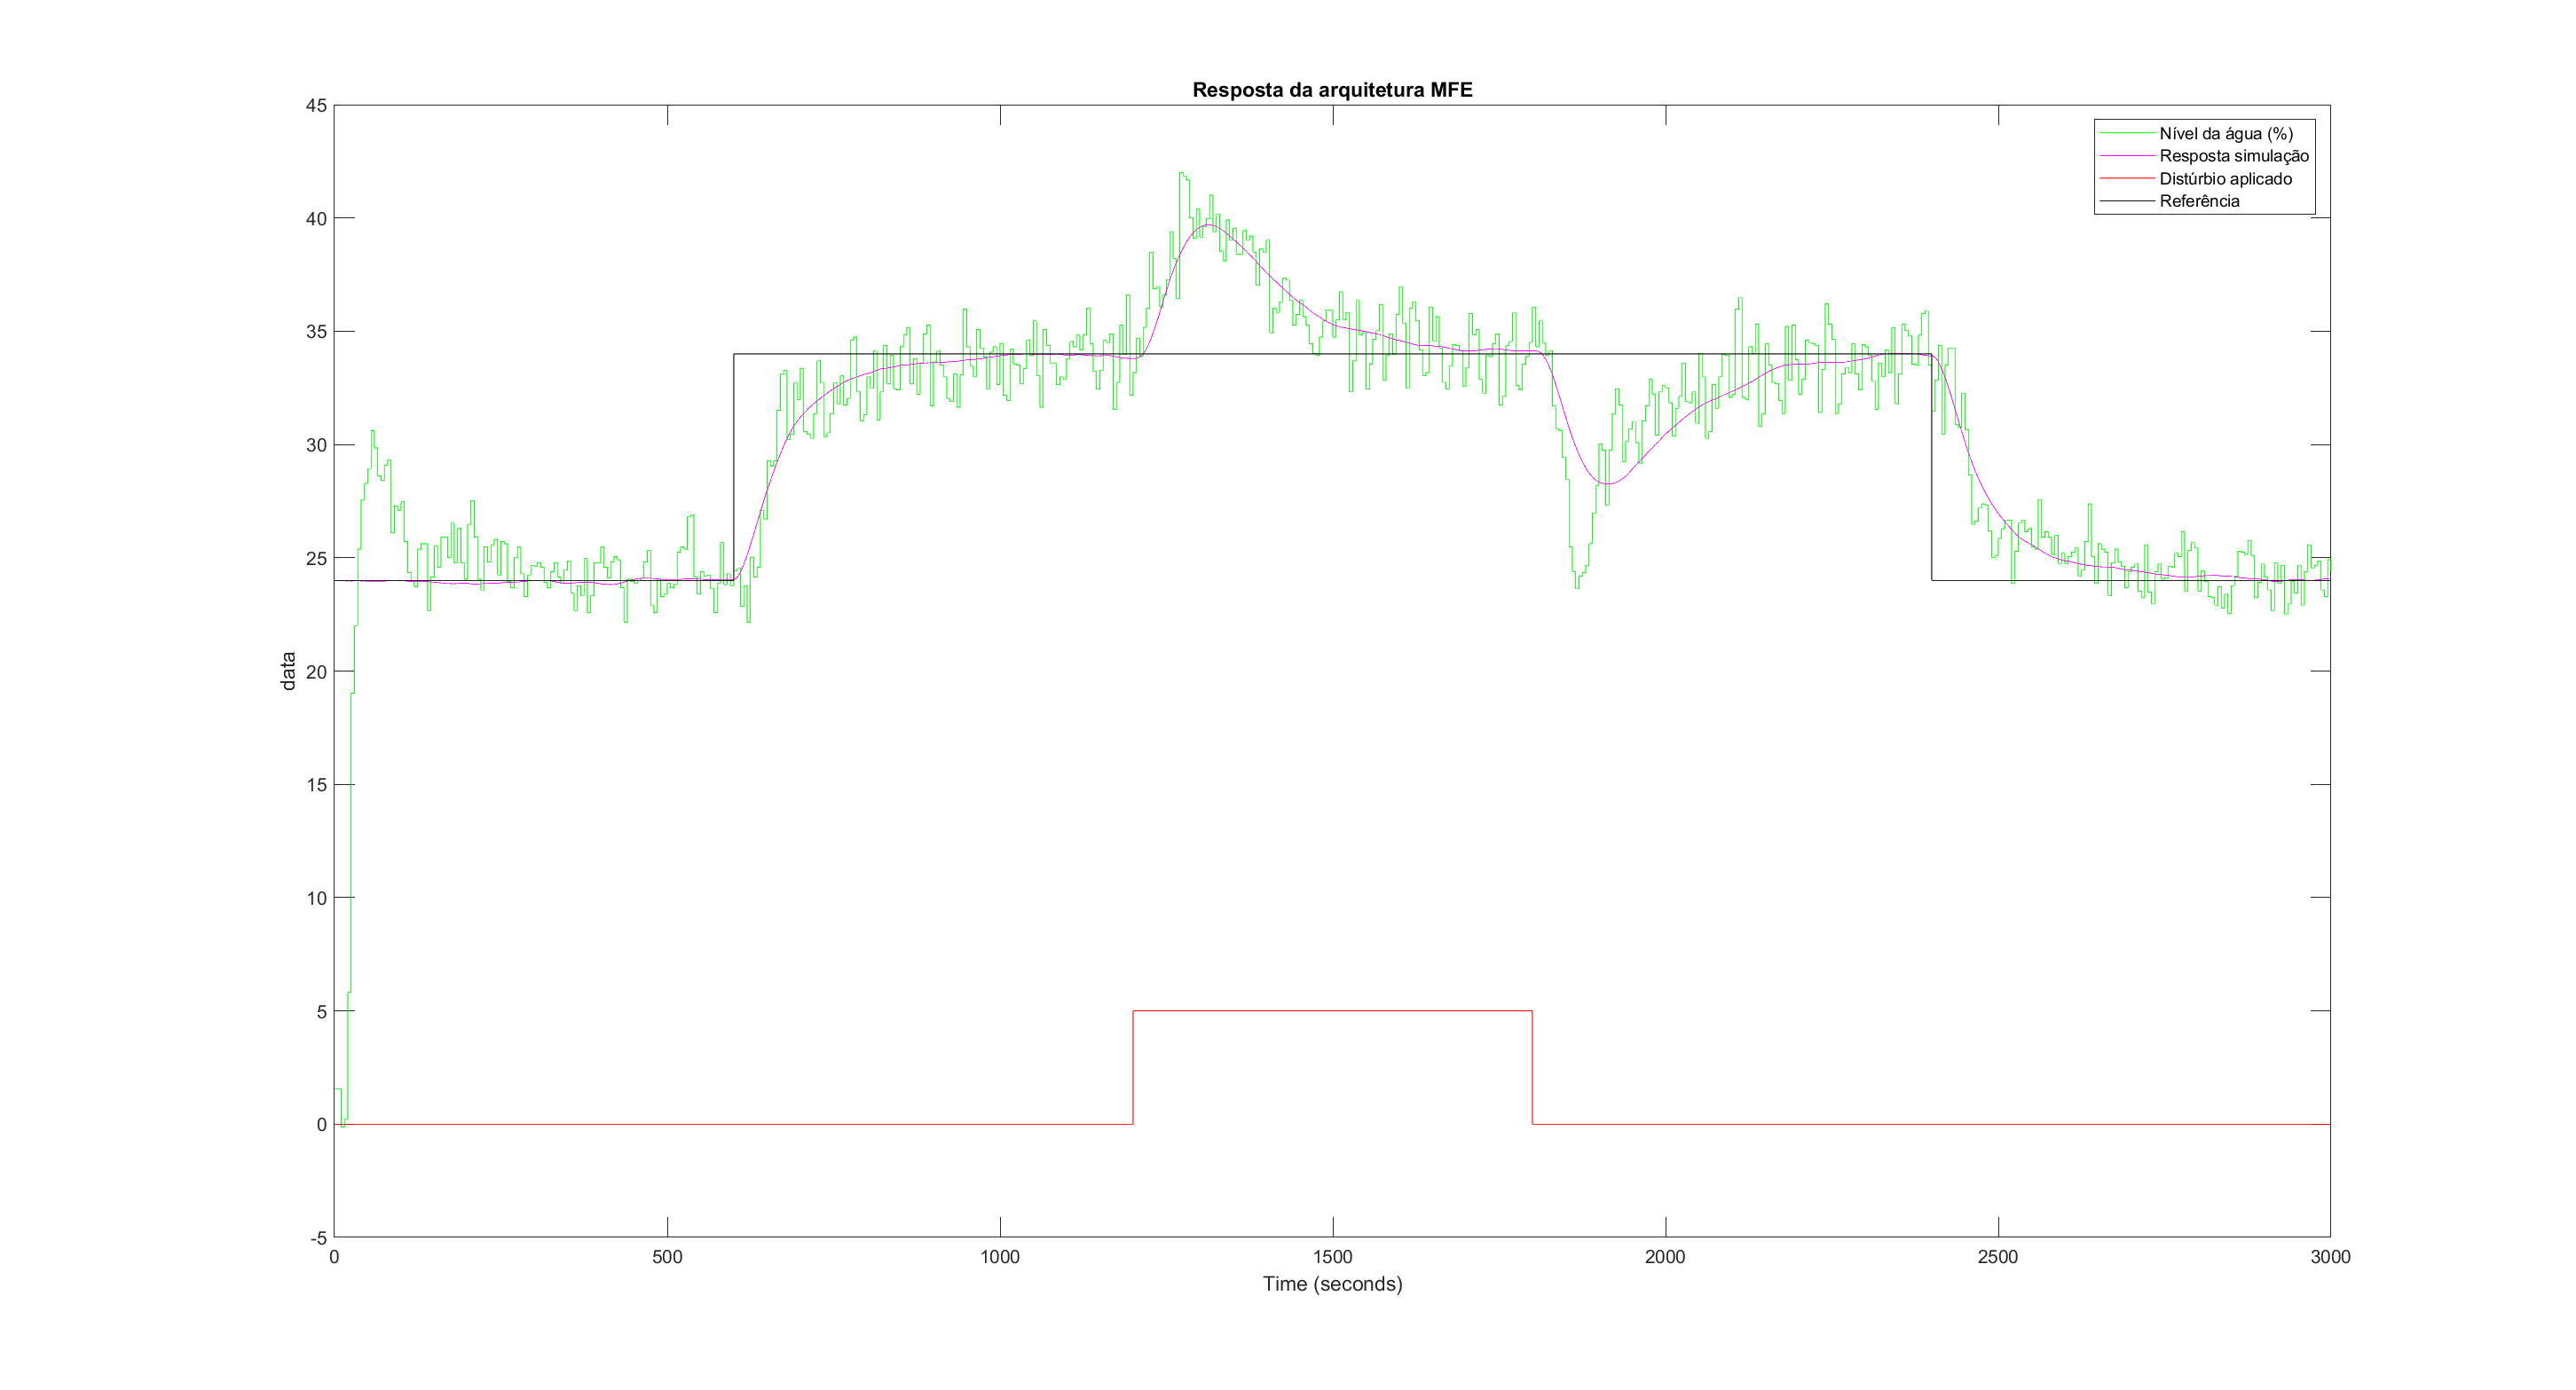 Resposta da arquitetura MFE
45
40
35
30
25
20
15
10
5
0
-5
data
Nível da água (%)
Resposta simulação
Distúrbio aplicado
Referência
0 500 1000 1500 2000 2500 3000
Time (seconds)